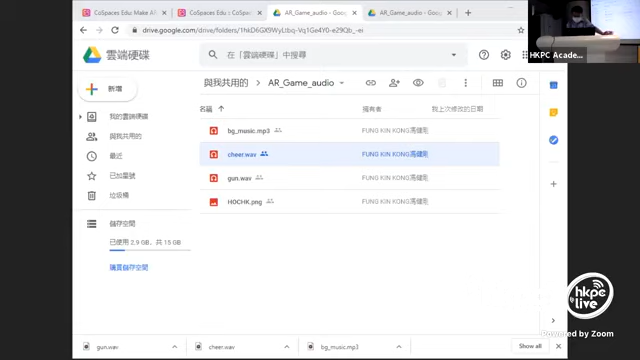 CoSpaces Edu: Make AR
CoSpaces Edu :: CoSpac
AR_Game_audio - Goo
AR_Game_audio - Goo
drive.google.com/drive/folders/
雲端硬碟
在「雲端硬碟」中搜尋
HKPC Acade...
新增
與我共用的
AR_Game_audio
我的雲端硬碟
與我共用的
最近
已加星號
垃圾桶
儲存空間
已使用 2.9 GB，共 15 GB
購買儲存空間
名稱
擁有者
我上次修改的日期
bg_music.mp3
FUNG KIN KONG馮健剛
cheer.wav
FUNG KIN KONG馮健剛
gun.wav
FUNG KIN KONG馮健剛
HOCHK.png
FUNG KIN KONG馮健剛
hkpc
live
Powered by Zoom
gun.wav
cheer.wav
bg_music.mp3
Show all